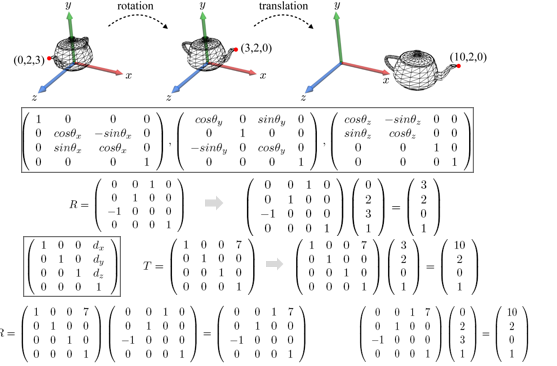 y rotation y translation y
(0,2,3) (3,2,0) (10,2,0)
x x x
z z z
( 1 0 0 0 ; 0 cosθx −sinθx 0 ; 0 sinθx cosθx 0 ; 0 0 0 1 ) , ( cosθy 0 sinθy 0 ; 0 1 0 0 ; −sinθy 0 cosθy 0 ; 0 0 0 1 ) , ( cosθz −sinθz 0 0 ; sinθz cosθz 0 0 ; 0 0 1 0 ; 0 0 0 1 )
R = ( 0 0 1 0 ; 0 1 0 0 ; −1 0 0 0 ; 0 0 0 1 ) ( 0 0 1 0 ; 0 1 0 0 ; −1 0 0 0 ; 0 0 0 1 ) ( 0 ; 2 ; 3 ; 1 ) = ( 3 ; 2 ; 0 ; 1 )
( 1 0 0 dx ; 0 1 0 dy ; 0 0 1 dz ; 0 0 0 1 ) T = ( 1 0 0 7 ; 0 1 0 0 ; 0 0 1 0 ; 0 0 0 1 ) ( 1 0 0 7 ; 0 1 0 0 ; 0 0 1 0 ; 0 0 0 1 ) ( 3 ; 2 ; 0 ; 1 ) = ( 10 ; 2 ; 0 ; 1 )
R = ( 1 0 0 7 ; 0 1 0 0 ; 0 0 1 0 ; 0 0 0 1 ) ( 0 0 1 0 ; 0 1 0 0 ; −1 0 0 0 ; 0 0 0 1 ) = ( 0 0 1 7 ; 0 1 0 0 ; −1 0 0 0 ; 0 0 0 1 ) ( 0 0 1 7 ; 0 1 0 0 ; −1 0 0 0 ; 0 0 0 1 ) ( 0 ; 2 ; 3 ; 1 ) = ( 10 ; 2 ; 0 ; 1 )